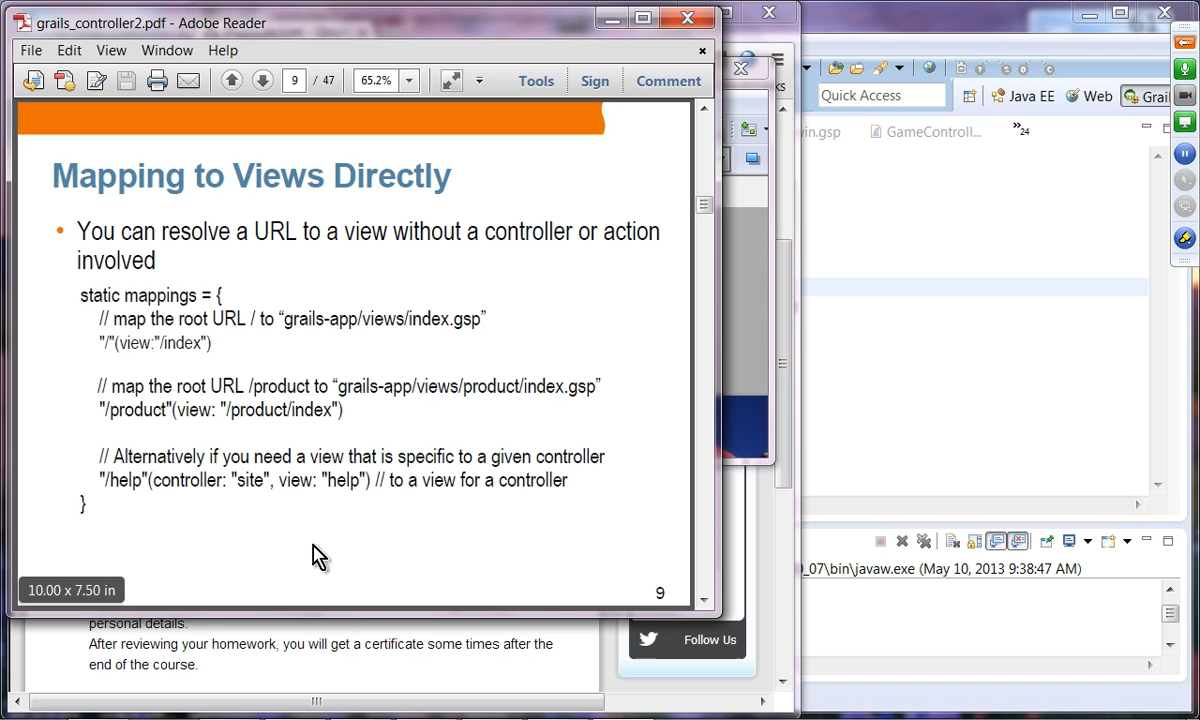 grails_controller2.pdf - Adobe Reader
File Edit View Window Help
9 / 47 65.2% Tools Sign Comment
Mapping to Views Directly
• You can resolve a URL to a view without a controller or action
involved
static mappings = {
// map the root URL / to “grails-app/views/index.gsp”
"/"(view:"/index")
// map the root URL /product to “grails-app/views/product/index.gsp”
"/product"(view: "/product/index")
// Alternatively if you need a view that is specific to a given controller
"/help"(controller: "site", view: "help") // to a view for a controller
}
10.00 x 7.50 in
9
personal details.
After reviewing your homework, you will get a certificate some times after the
end of the course.
Follow Us
Quick Access
Java EE
Web
Grai
vin.gsp
GameControll...
24
0_07\bin\javaw.exe (May 10, 2013 9:38:47 AM)